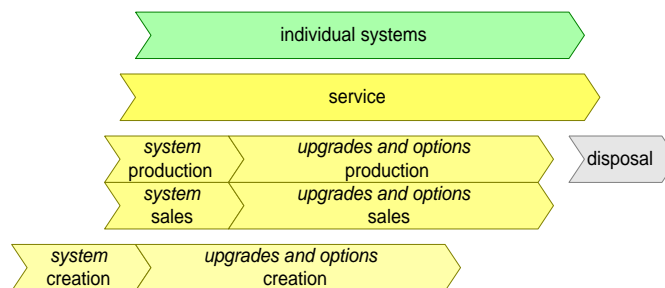 individual systems
service
system
production
upgrades and options
production
disposal
system
sales
upgrades and options
sales
system
creation
upgrades and options
creation